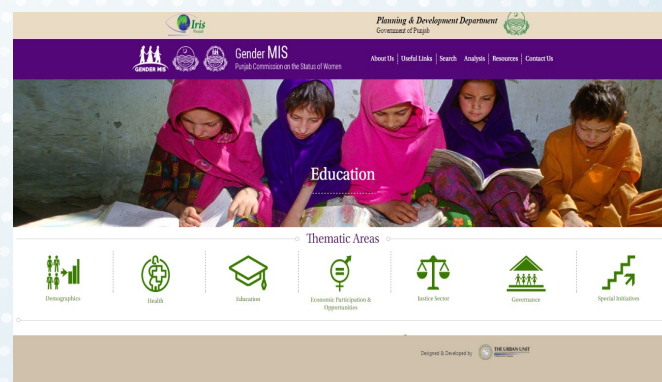 Iris
Punjab
Planning & Development Department
Government of Punjab
GENDER MIS
Gender MIS
Punjab Commission on the Status of Women
About Us | Useful Links | Search Analysis | Resources | Contact Us
Education
Thematic Areas
Demographics
Health
Education
Economic Participation &
Opportunities
Justice Sector
Governance
Special Initiatives
Designed & Developed by
THE URBAN UNIT